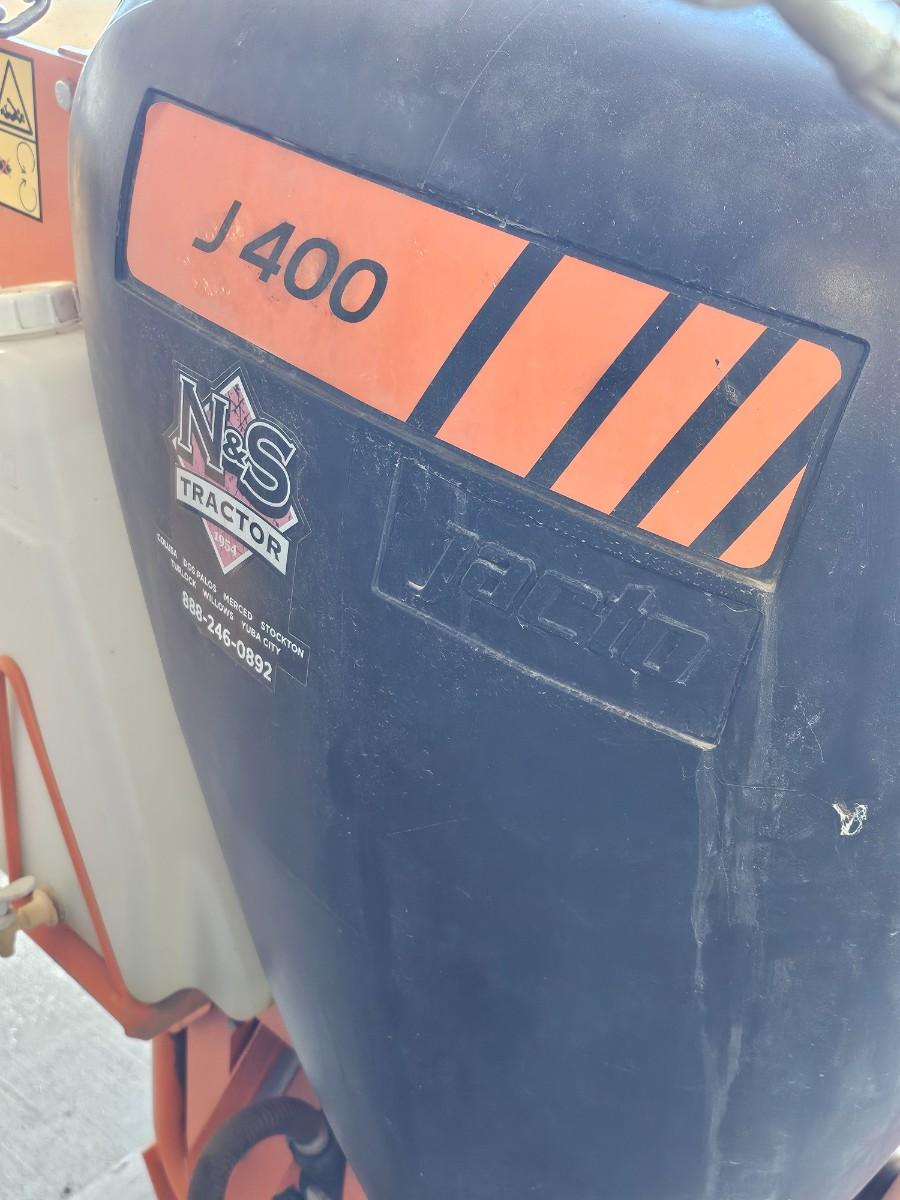 J 400
N&S
TRACTOR
1954
COLUSA DOS PALOS MERCED STOCKTON
TURLOCK WILLOWS YUBA CITY
888-246-0892
Jacto